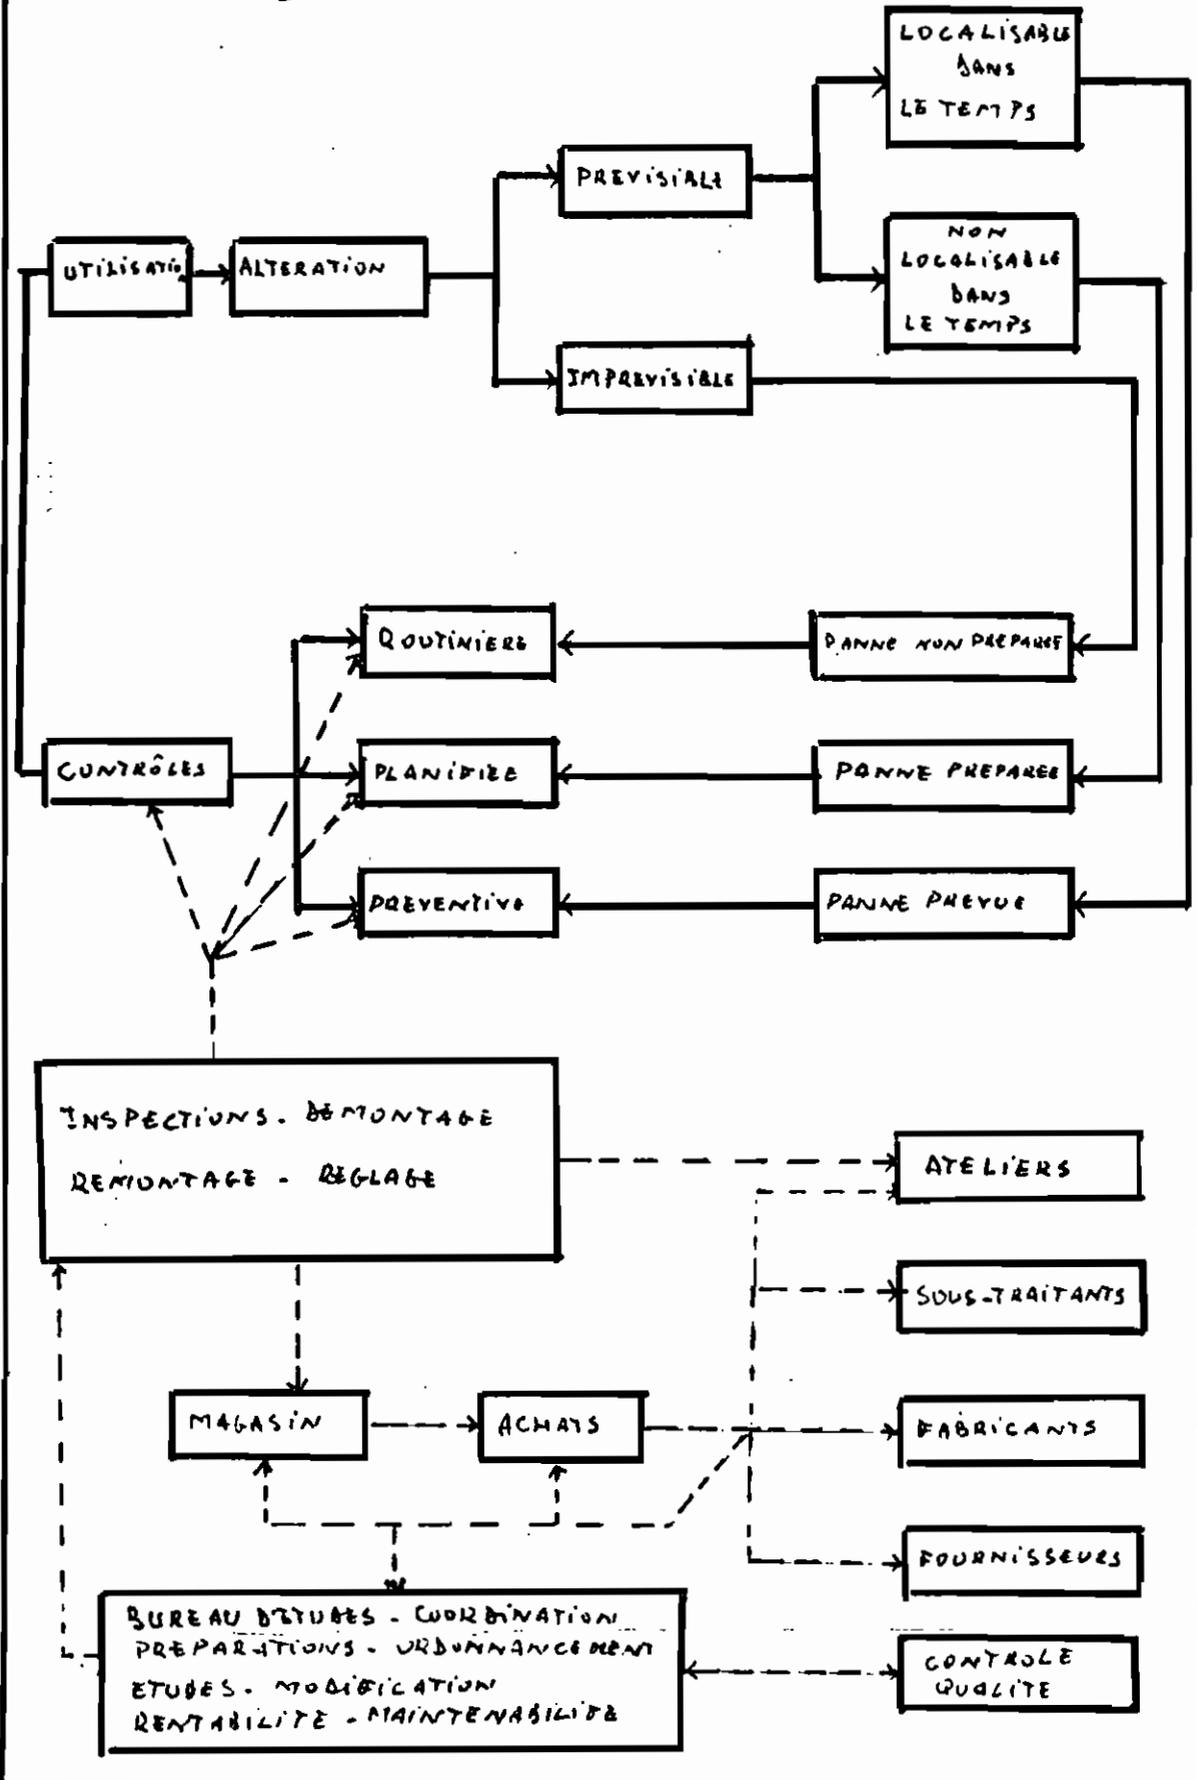 LOCALISABLE
DANS
LE TEMPS
PREVISIBLE
NON
LOCALISABLE
DANS
LE TEMPS
UTILISATIO
ALTERATION
IMPREVISIBLE
ROUTINIERE
PANNE NON PREPAREE
CONTRÔLES
PLANIFIEE
PANNE PREPAREE
PREVENTIVE
PANNE PREVUE
INSPECTIONS - DEMONTAGE
REMONTAGE - REGLAGE
ATELIERS
SOUS-TRAITANTS
MAGASIN
ACHATS
FABRICANTS
FOURNISSEURS
BUREAU D'ETUDES - COORDINATION
PREPARATIONS - ORDONNANCEMENT
ETUDES - MODIFICATION
RENTABILITE - MAINTENABILITE
CONTROLE
QUALITE